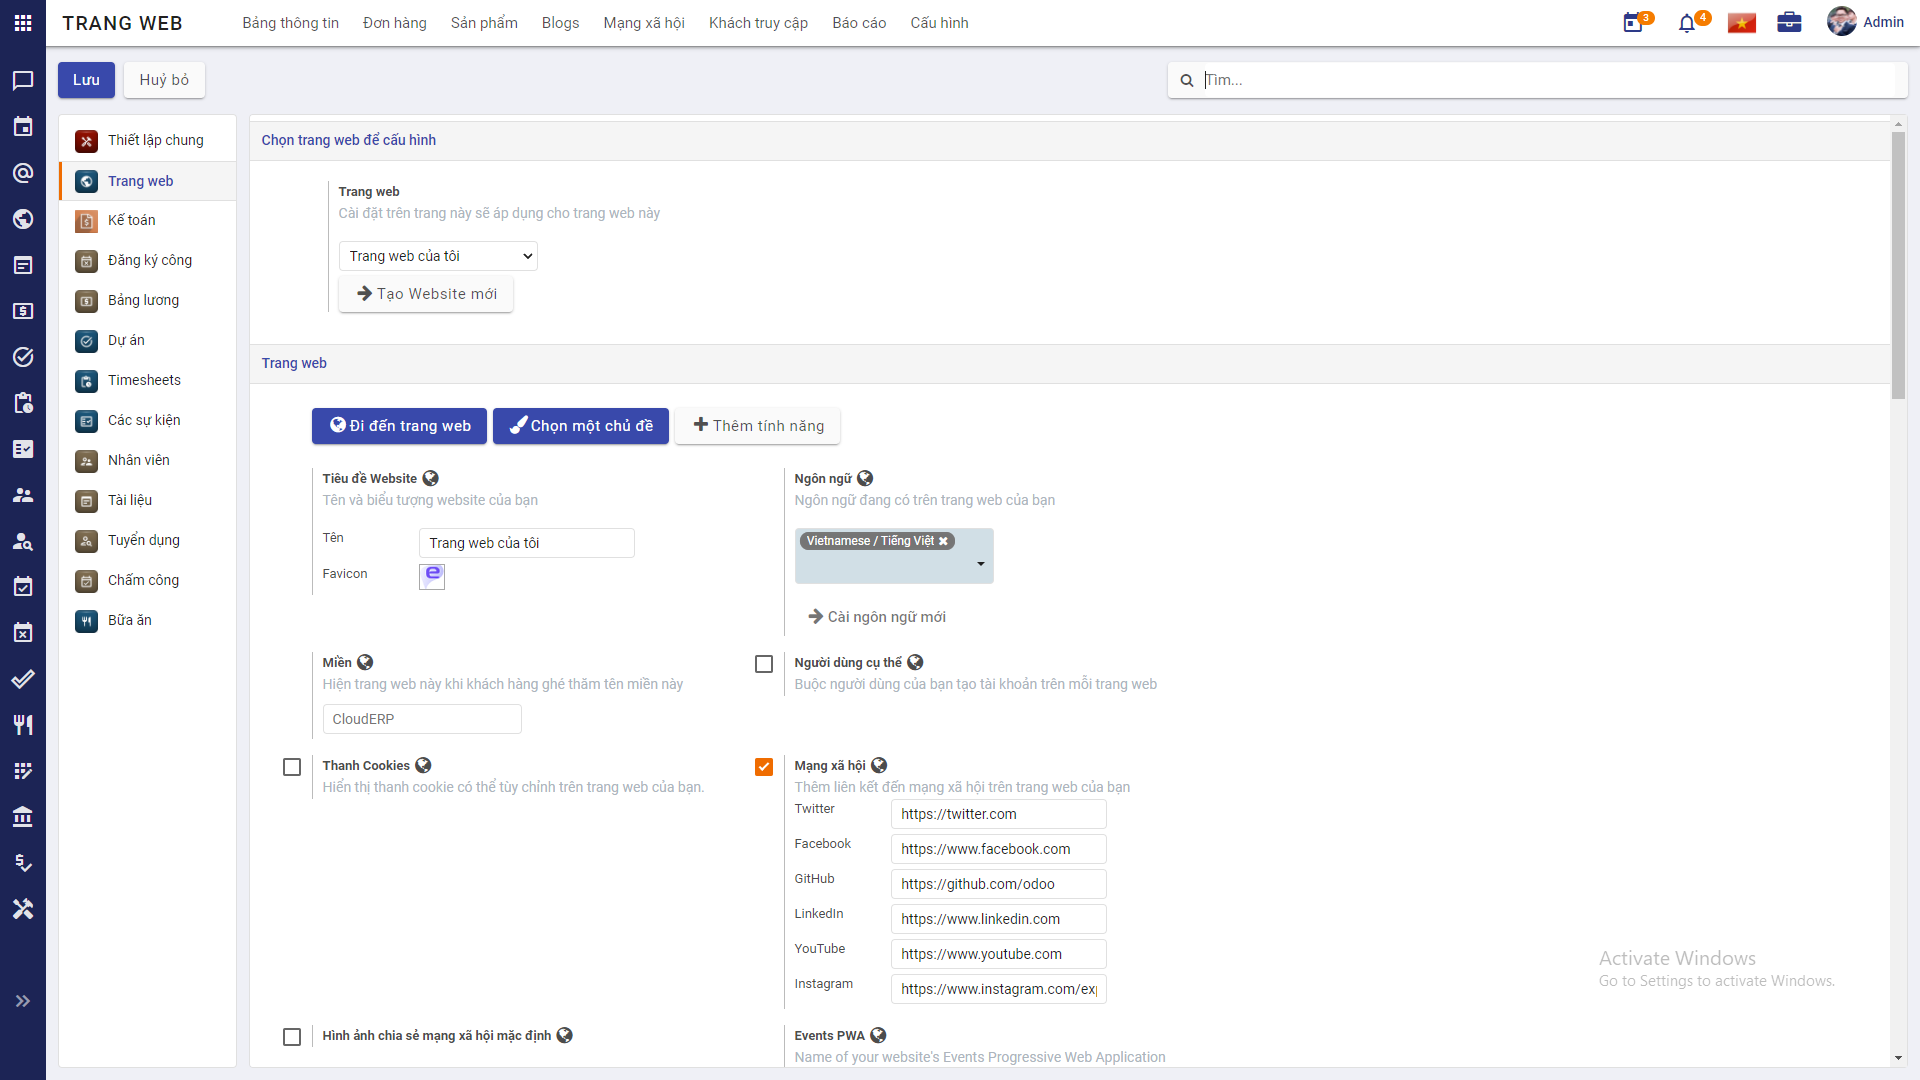 TRANG WEB
Bảng thông tin
Đơn hàng
Sản phẩm
Blogs
Mạng xã hội
Khách truy cập
Báo cáo
Cấu hình
3
4
Admin
Lưu
Huỷ bỏ
Tìm...
Thiết lập chung
Trang web
Kế toán
Đăng ký công
Bảng lương
Dự án
Timesheets
Các sự kiện
Nhân viên
Tài liệu
Tuyển dụng
Chấm công
Bữa ăn
Chọn trang web để cấu hình
Trang web
Cài đặt trên trang này sẽ áp dụng cho trang web này
Trang web của tôi
Tạo Website mới
Trang web
Đi đến trang web
Chọn một chủ đề
Thêm tính năng
Tiêu đề Website
Tên và biểu tượng website của bạn
Tên
Trang web của tôi
Favicon
Ngôn ngữ
Ngôn ngữ đang có trên trang web của bạn
Vietnamese / Tiếng Việt
Cài ngôn ngữ mới
Miền
Hiện trang web này khi khách hàng ghé thăm tên miền này
CloudERP
Người dùng cụ thể
Buộc người dùng của bạn tạo tài khoản trên mỗi trang web
Thanh Cookies
Hiển thị thanh cookie có thể tùy chỉnh trên trang web của bạn.
Mạng xã hội
Thêm liên kết đến mạng xã hội trên trang web của bạn
Twitter
https://twitter.com
Facebook
https://www.facebook.com
GitHub
https://github.com/odoo
LinkedIn
https://www.linkedin.com
YouTube
https://www.youtube.com
Instagram
https://www.instagram.com/exp
Hình ảnh chia sẻ mạng xã hội mặc định
Events PWA
Name of your website's Events Progressive Web Application
Activate Windows
Go to Settings to activate Windows.